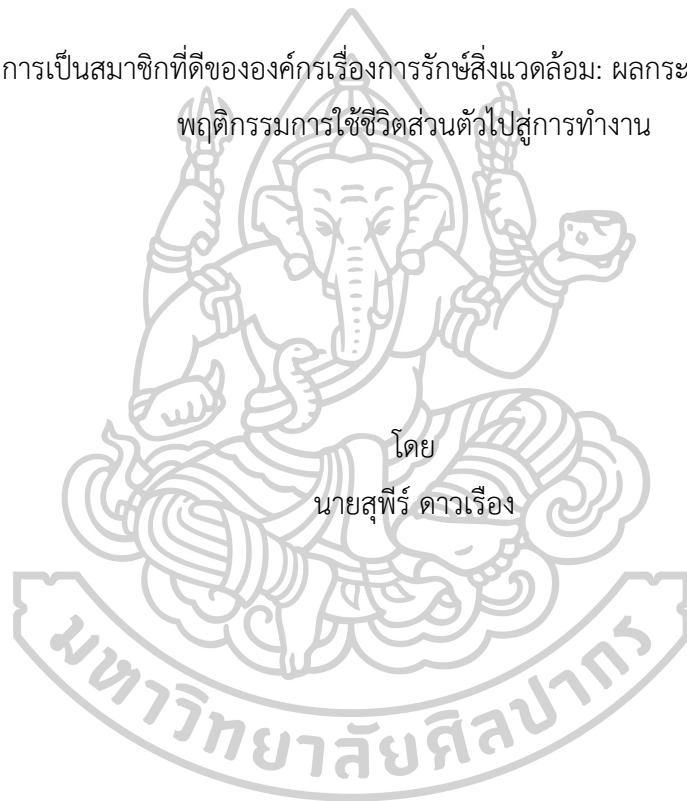 การเป็นสมาชิกที่ดีขององค์กรเรื่องการรักษ์สิ่งแวดล้อม: ผลกระ
พฤติกรรมการใช้ชีวิตส่วนตัวไปสู่การทำงาน
โดย
นายสุพีร์ ดาวเรือง
มหาวิทยาลัยศิลปากร